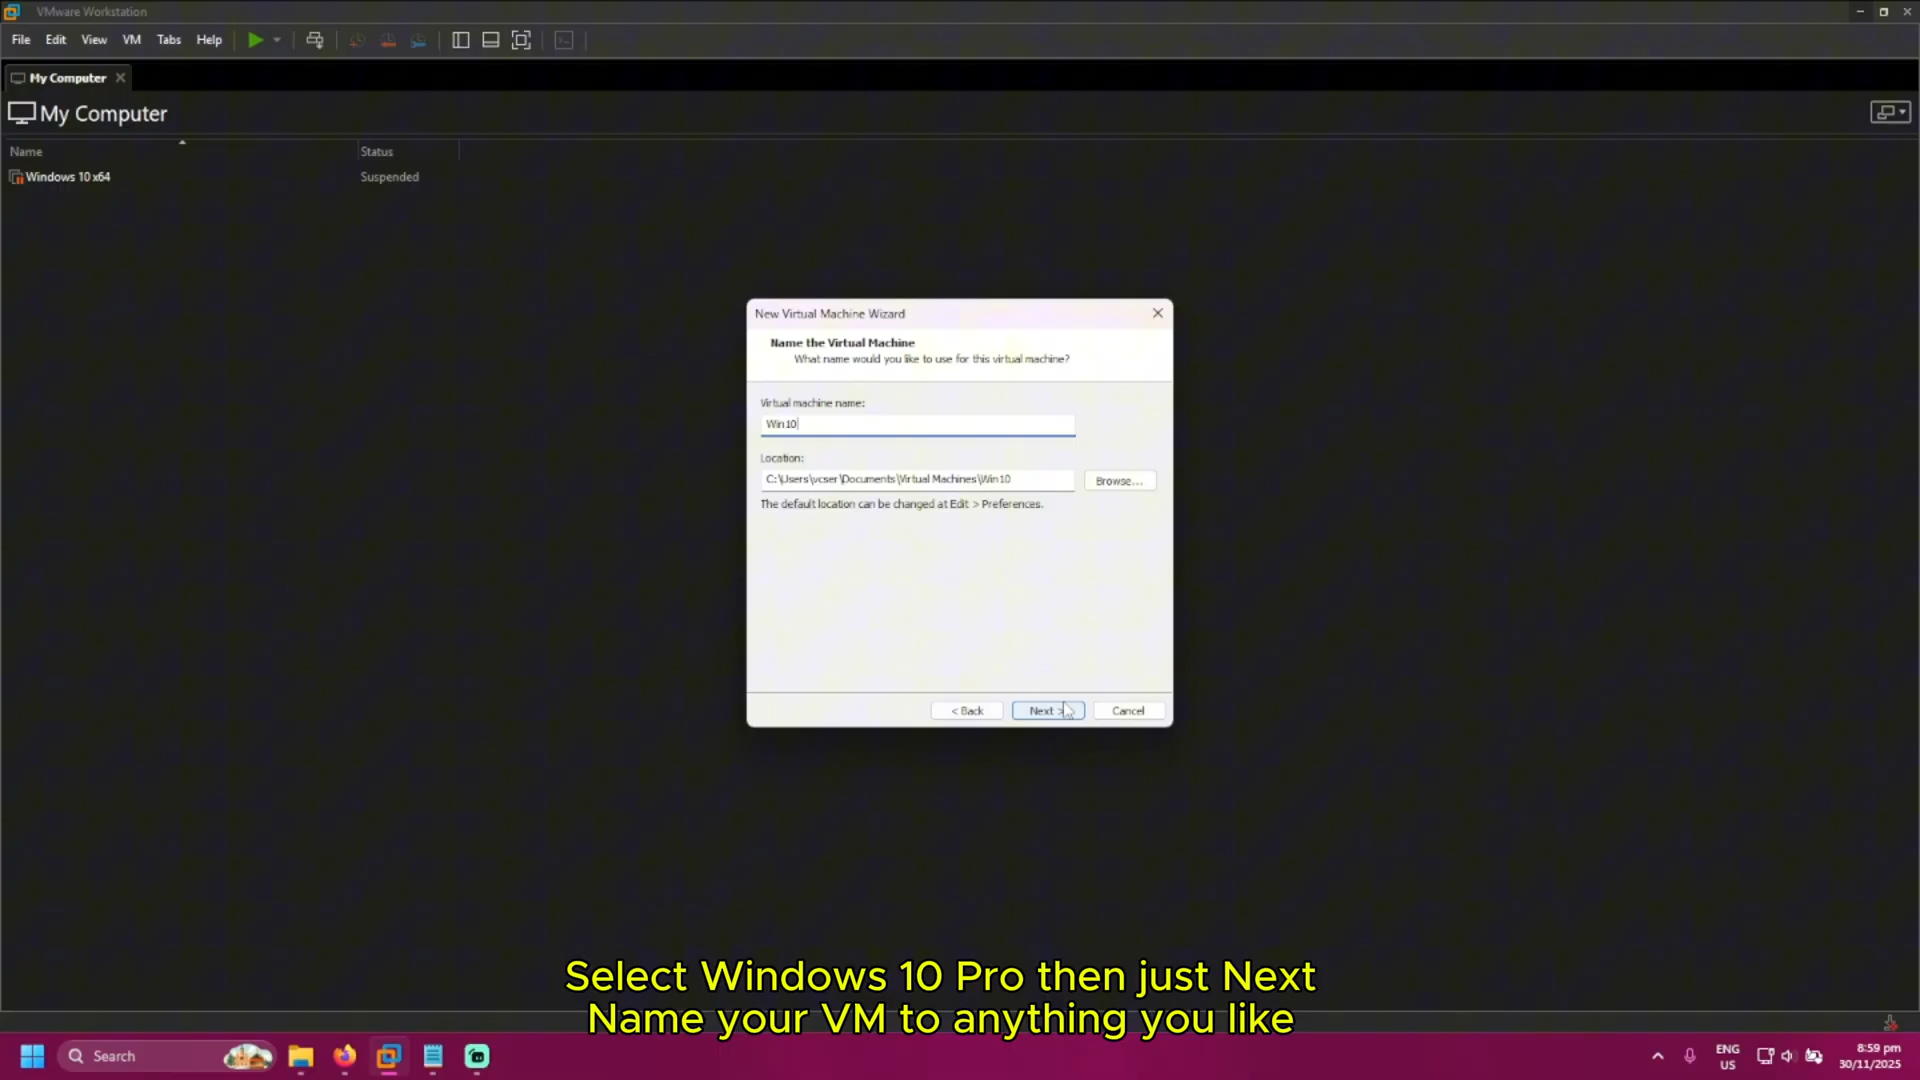 VMware Workstation
File Edit View VM Tabs Help
My Computer
My Computer
Name Status
Windows 10 x64 Suspended
New Virtual Machine Wizard
Name the Virtual Machine
What name would you like to use for this virtual machine?
Virtual machine name:
Win10
Location:
C:\Users\vcser\Documents\Virtual Machines\Win10
Browse...
The default location can be changed at Edit > Preferences.
< Back Next > Cancel
Select Windows 10 Pro then just Next
Name your VM to anything you like
Search
ENG
US
8:59 pm
30/11/2025